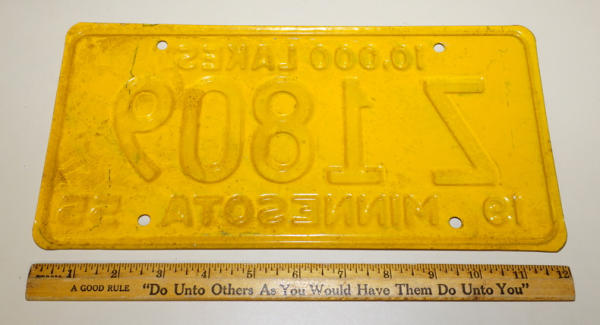 10,000 LAKES
Z 1809
19 MINNESOTA 55
1 2 3 4 5 6 7 8 9 10 11 12
A GOOD RULE "Do Unto Others As You Would Have Them Do Unto You"